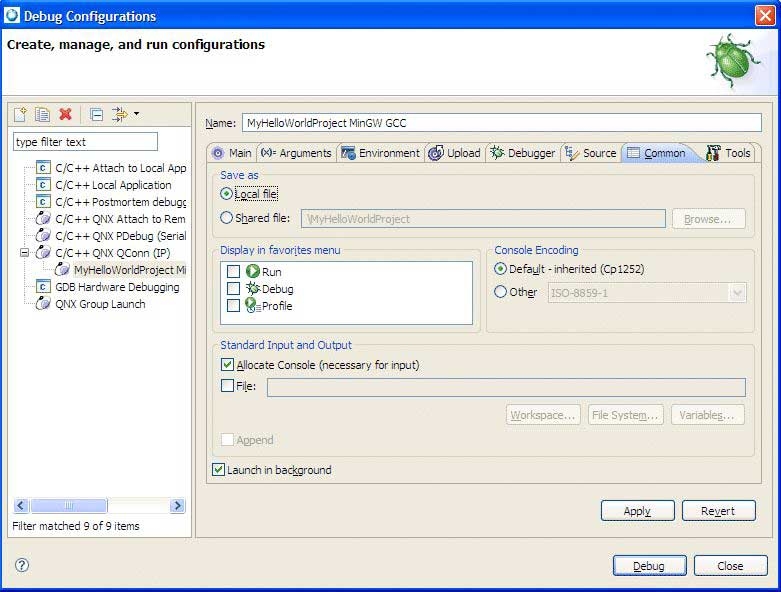 Debug Configurations
Create, manage, and run configurations
type filter text
C/C++ Attach to Local App
C/C++ Local Application
C/C++ Postmortem debugg
C/C++ QNX Attach to Rem
C/C++ QNX PDebug (Serial
C/C++ QNX QConn (IP)
MyHelloWorldProject Mi
GDB Hardware Debugging
QNX Group Launch
Filter matched 9 of 9 items
Name: MyHelloWorldProject MinGW GCC
Main (x)= Arguments Environment Upload Debugger Source Common Tools
Save as
Local file
Shared file: \MyHelloWorldProject Browse...
Display in favorites menu
Run
Debug
Profile
Console Encoding
Default - inherited (Cp1252)
Other ISO-8859-1
Standard Input and Output
Allocate Console (necessary for input)
File:
Workspace... File System... Variables...
Append
Launch in background
Apply Revert
? Debug Close